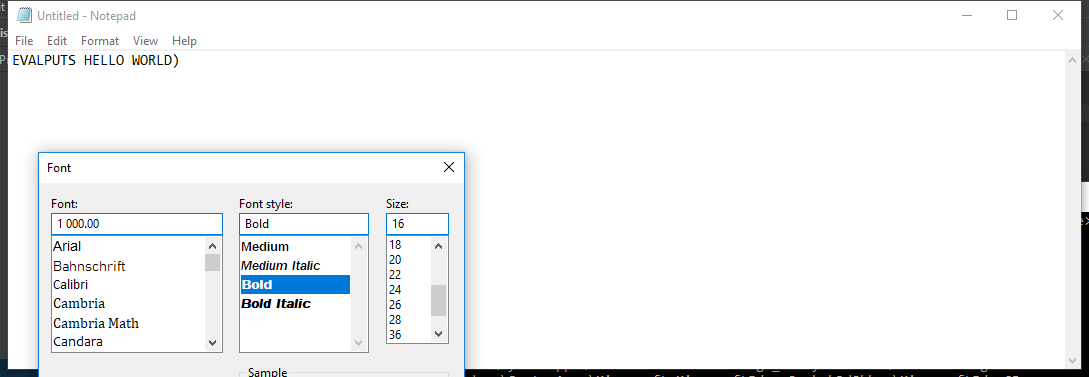 Untitled - Notepad
File Edit Format View Help
EVALPUTS HELLO WORLD)
Font
Font: Font style: Size:
1 000.00 Bold 16
Arial Medium 18
Bahnschrift Medium Italic 20
Calibri Bold 22
Cambria Bold Italic 24
Cambria Math 26
Candara 28
36
Sample